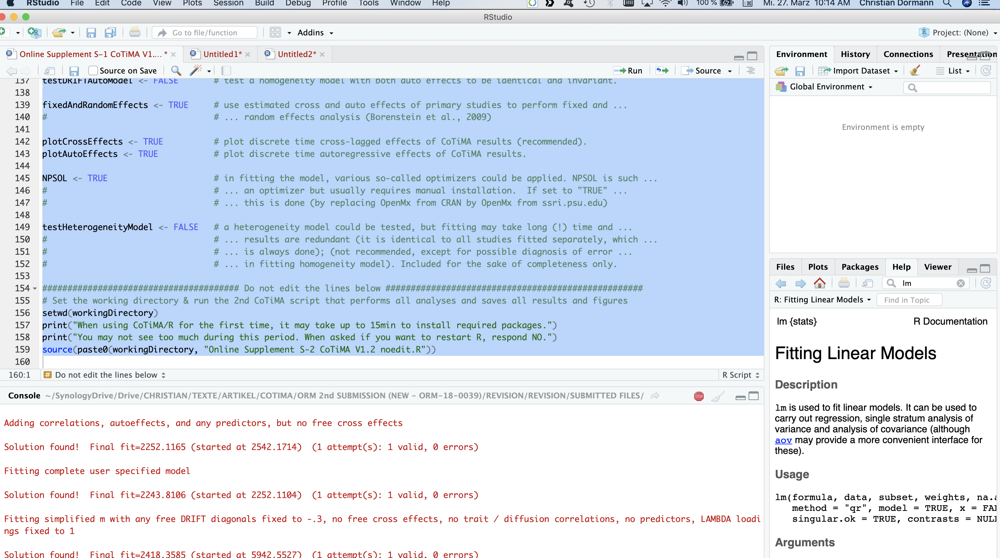 RStudio File Edit Code View Plots Session Build Debug Profile Tools Window Help 100 % Mi. 27. März 10:14 AM Christian Dormann
RStudio
Go to file/function Addins Project: (None)
Online Supplement S-1 CoTiMA V1.... * Untitled1* Untitled2*
Source on Save Run Source
137 testDRIFTAutoModel <- FALSE # test a homogeneity model with both auto effects to be identical and invariant.
138
139 fixedAndRandomEffects <- TRUE # use estimated cross and auto effects of primary studies to perform fixed and ...
140 # # ... random effects analysis (Borenstein et al., 2009)
141
142 plotCrossEffects <- TRUE # plot discrete time cross-lagged effects of CoTiMA results (recommended).
143 plotAutoEffects <- TRUE # plot discrete time autoregressive effects of CoTiMA results.
144
145 NPSOL <- TRUE # in fitting the model, various so-called optimizers could be applied. NPSOL is such ...
146 # # ... an optimizer but usually requires manual installation.  If set to "TRUE" ...
147 # # ... this is done (by replacing OpenMx from CRAN by OpenMx from ssri.psu.edu)
148
149 testHeterogeneityModel <- FALSE # a heterogeneity model could be tested, but fitting may take long (!) time and ...
150 # # ... results are redundant (it is identical to all studies fitted separately, which ...
151 # # ... is always done); (not recommended, except for possible diagnosis of error ...
152 # # ... in fitting homogeneity model). Included for the sake of completeness only.
153
154 ####################################### Do not edit the lines below ###################################################
155 # Set the working directory & run the 2nd CoTiMA script that performs all analyses and saves all results and figures
156 setwd(workingDirectory)
157 print("When using CoTiMA/R for the first time, it may take up to 15min to install required packages.")
158 print("You may not see too much during this period. When asked if you want to restart R, respond NO.")
159 source(paste0(workingDirectory, "Online Supplement S-2 CoTiMA V1.2 noedit.R"))
160
160:1 # Do not edit the lines below R Script
Console ~/SynologyDrive/Drive/CHRISTIAN/TEXTE/ARTIKEL/COTIMA/ORM 2nd SUBMISSION (NEW - ORM-18-0039)/REVISION/REVISION/SUBMITTED FILES/ STOP
Adding correlations, autoeffects, and any predictors, but no free cross effects
Solution found!  Final fit=2252.1165 (started at 2542.1714)  (1 attempt(s): 1 valid, 0 errors)
Fitting complete user specified model
Solution found!  Final fit=2243.8106 (started at 2252.1104)  (1 attempt(s): 1 valid, 0 errors)
Fitting simplified m with any free DRIFT diagonals fixed to -.3, no free cross effects, no trait / diffusion correlations, no predictors, LAMBDA loadi
ngs fixed to 1
Solution found!  Final fit=2418.3585 (started at 5942.5527)  (1 attempt(s): 1 valid, 0 errors)
Environment History Connections Presentation
Import Dataset List
Global Environment
Environment is empty
Files Plots Packages Help Viewer
lm
R: Fitting Linear Models Find in Topic
lm {stats} R Documentation
Fitting Linear Models
Description
lm is used to fit linear models. It can be used to
carry out regression, single stratum analysis of
variance and analysis of covariance (although
aov may provide a more convenient interface for
these).
Usage
lm(formula, data, subset, weights,
method = "qr", model = TRUE, x =
singular.ok = TRUE, contrasts =
Arguments